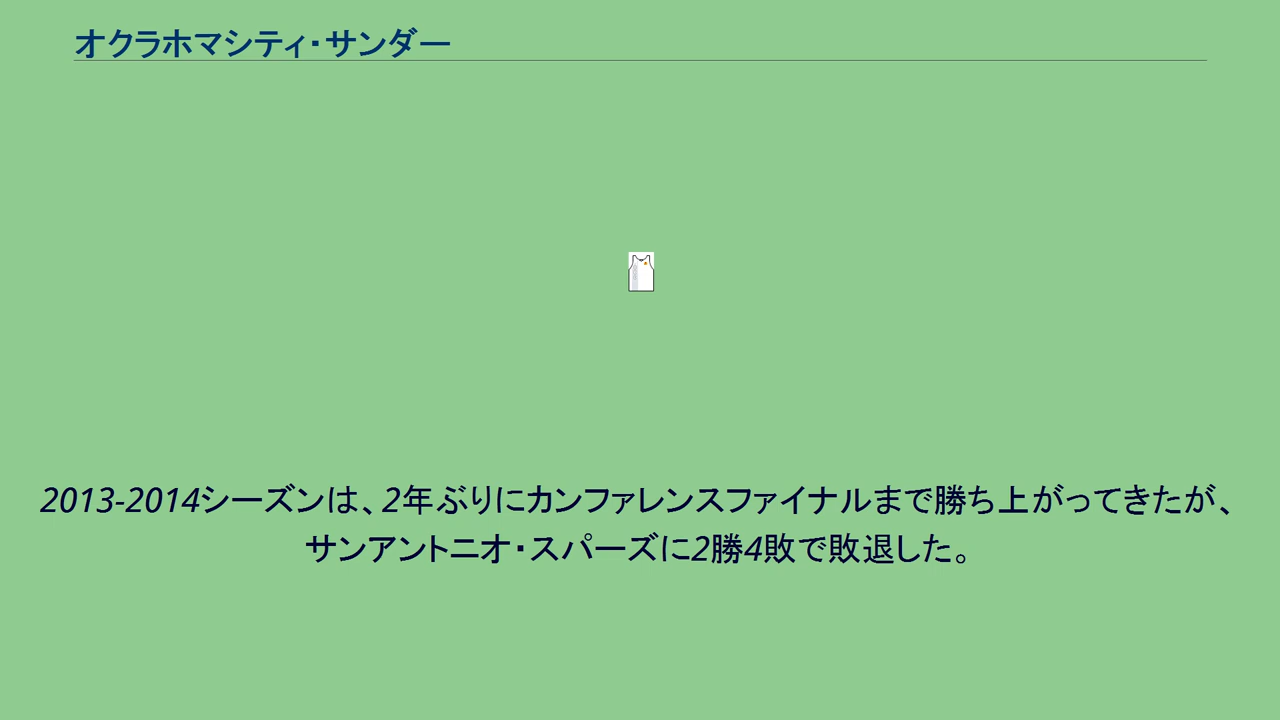 オクラホマシティ・サンダー
2013-2014シーズンは、2年ぶりにカンファレンスファイナルまで勝ち上がってきたが、
サンアントニオ・スパーズに2勝4敗で敗退した。